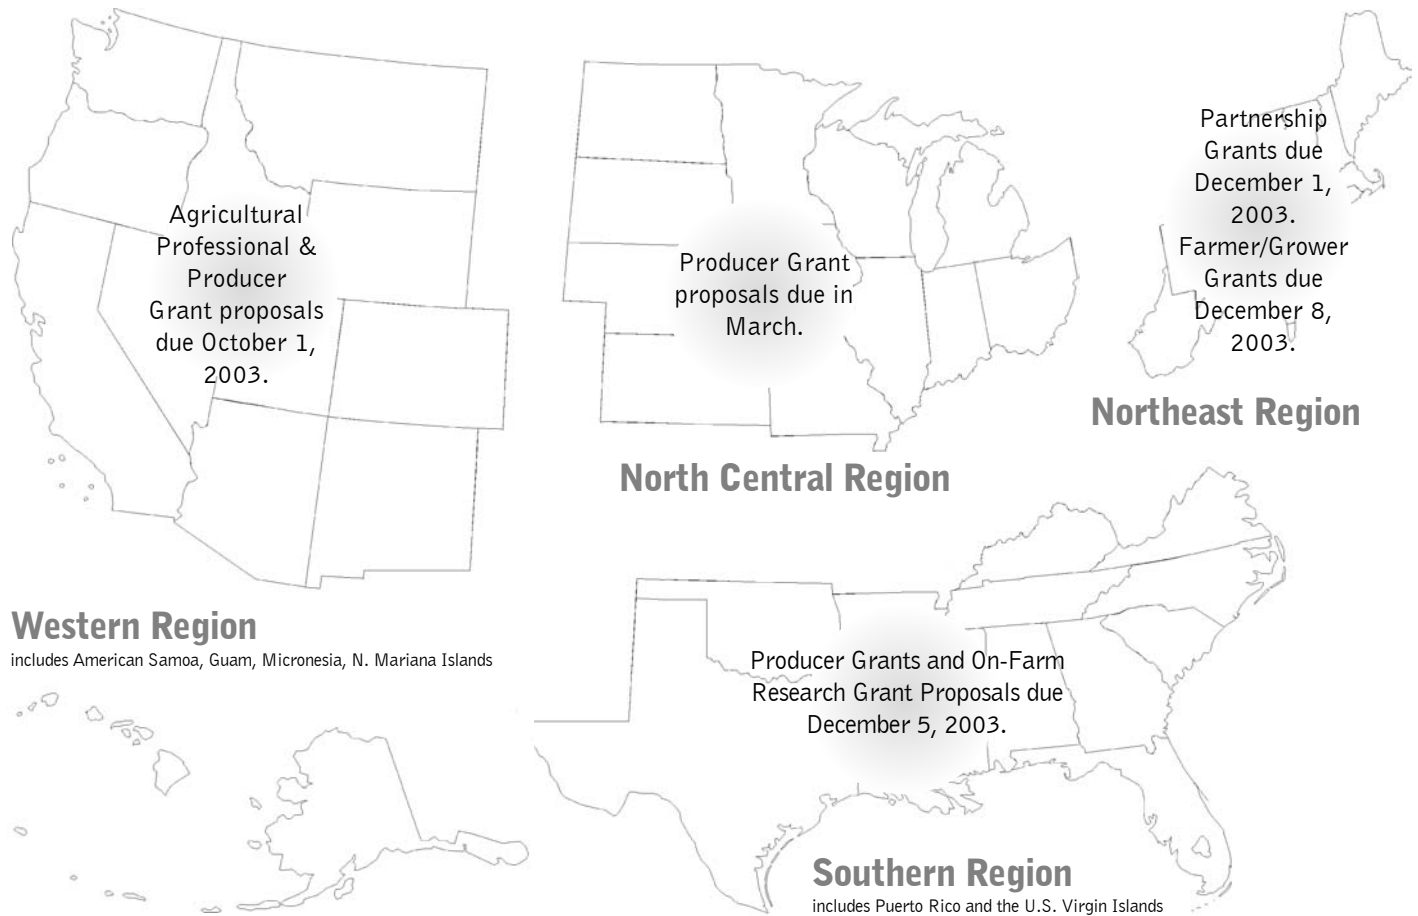 Agricultural
Professional &
Producer
Grant proposals
due October 1,
2003.
Western Region
includes American Samoa, Guam, Micronesia, N. Mariana Islands
Producer Grant
proposals due in
March.
North Central Region
Partnership
Grants due
December 1,
2003.
Farmer/Grower
Grants due
December 8,
2003.
Northeast Region
Producer Grants and On-Farm
Research Grant Proposals due
December 5, 2003.
Southern Region
includes Puerto Rico and the U.S. Virgin Islands